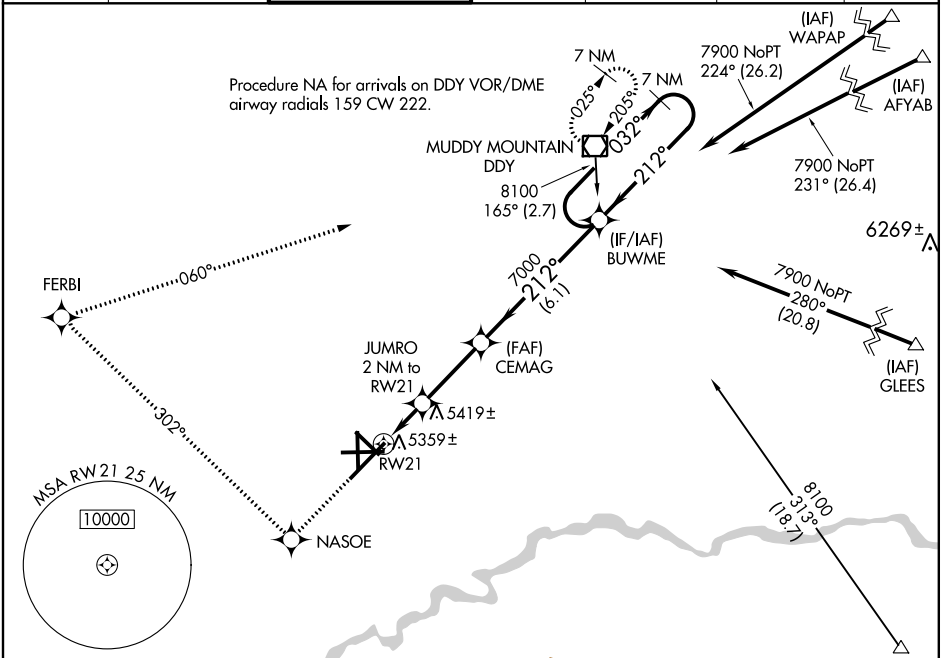 (IAF)
WAPAP
7900 NoPT
224° (26.2)
(IAF)
AFYAB
7900 NoPT
231° (26.4)
7 NM
7 NM
Procedure NA for arrivals on DDY VOR/DME
airway radials 159 CW 222.
025°
205°
032°
212°
MUDDY MOUNTAIN
DDY
8100
165° (2.7)
(IF/IAF)
BUWME
6269±
7000
212°
(6.1)
7900 NoPT
280°
(20.8)
(IAF)
GLEES
060°
FERBI
JUMRO
2 NM to
RW21
(FAF)
CEMAG
5419±
5359±
RW21
302°
NASOE
8100
313°
(18.7)
MSA RW21 25 NM
10000